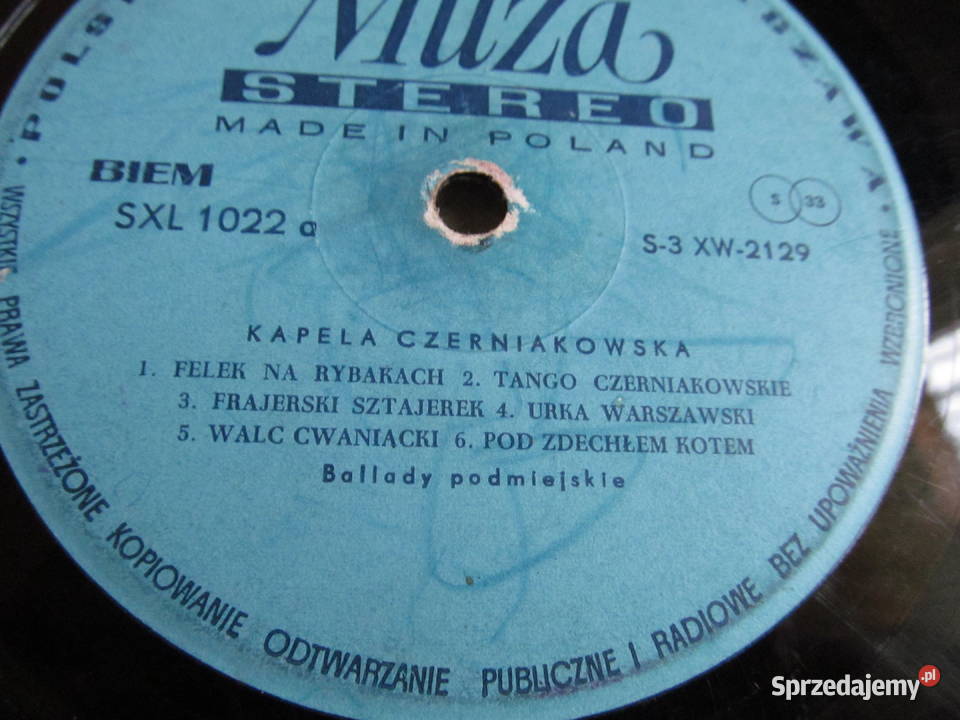 Muza
STEREO
MADE IN POLAND
BIEM
SXL 1022 a
S 33
S-3 XW-2129
KAPELA CZERNIAKOWSKA
1. FELEK NA RYBAKACH 2. TANGO CZERNIAKOWSKIE
3. FRAJERSKI SZTAJEREK 4. URKA WARSZAWSKI
5. WALC CWANIĄCKI 6. POD ZDECHŁEM KOTEM
Ballady podmiejskie
WSZYSTKIE PRAWA ZASTRZEŻONE KOPIOWANIE ODTWARZANIE PUBLICZNE I RADIOWE BEZ UPOWAŻNIENIA WZBRONIONE
Sprzedajemy.pl